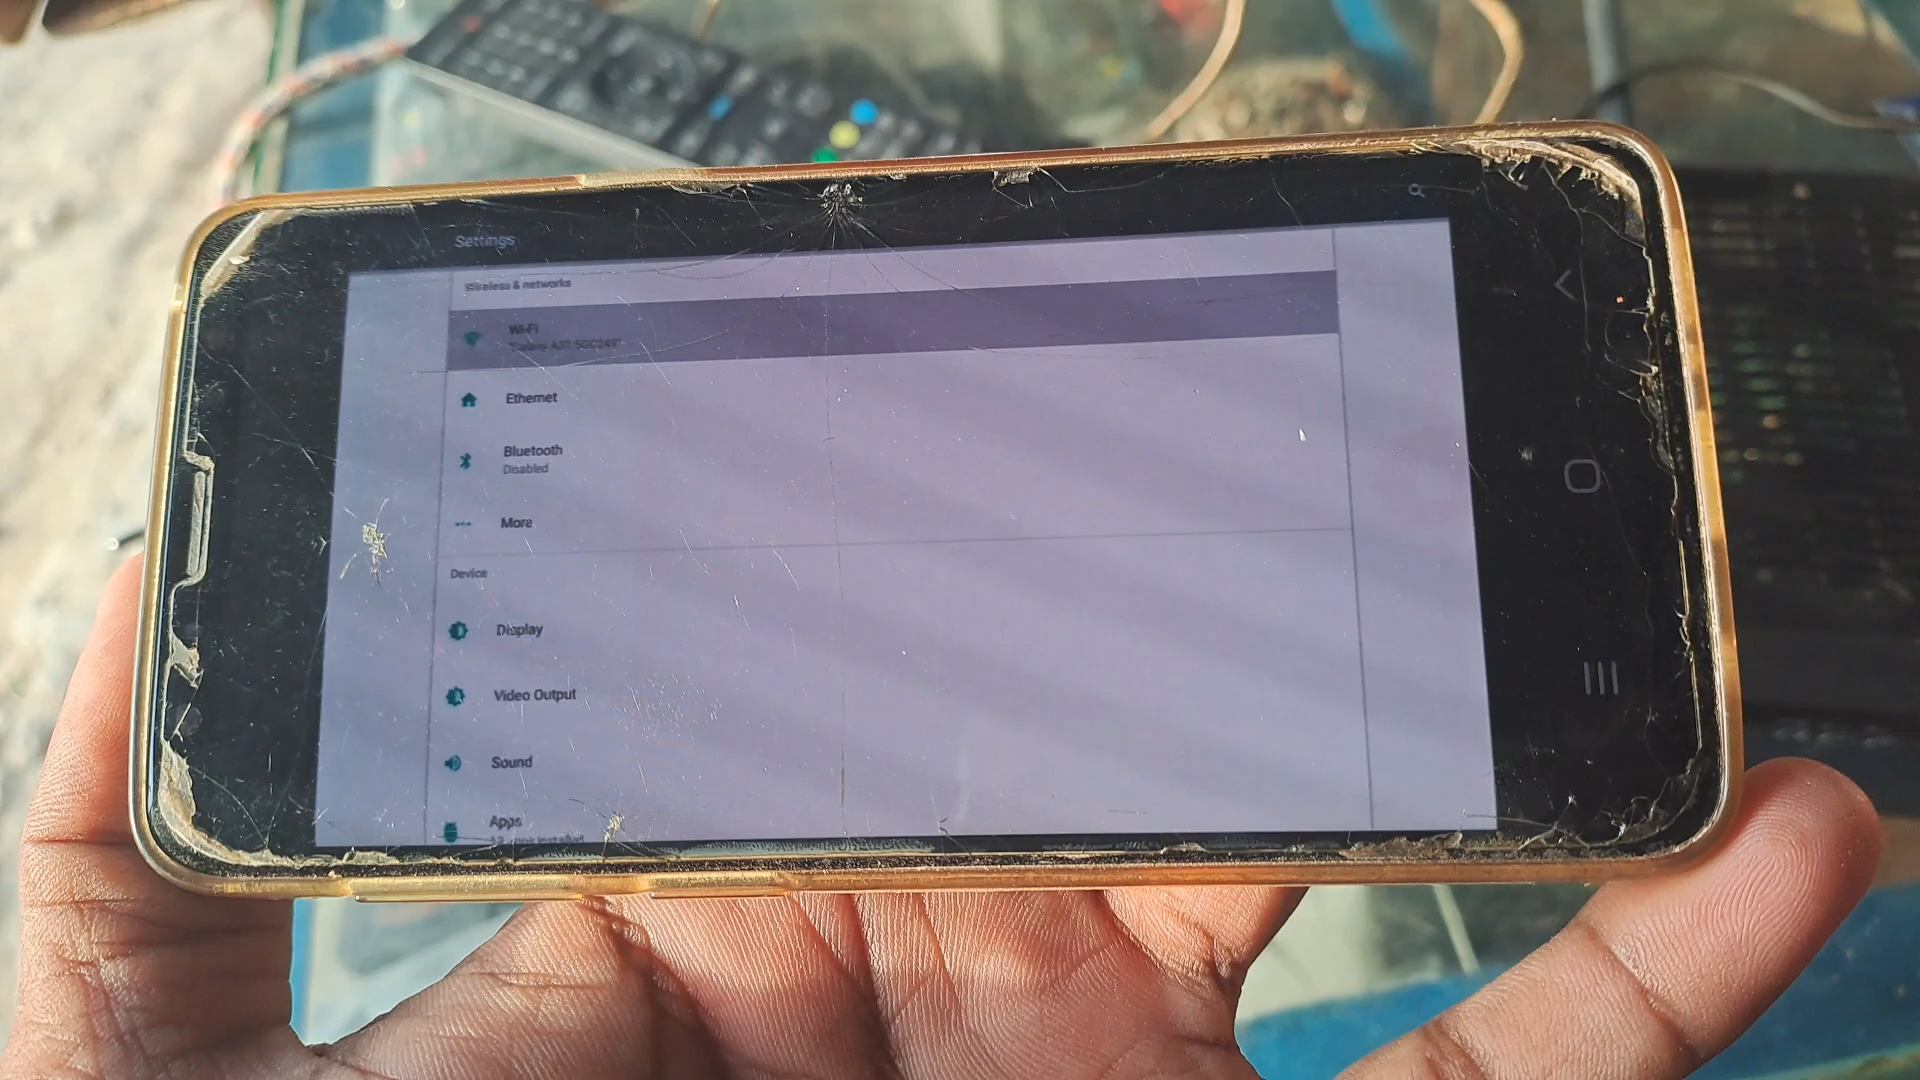 Settings
Wireless & networks
Wi-Fi
Ethernet
Bluetooth
Disabled
More
Device
Display
Video Output
Sound
Apps